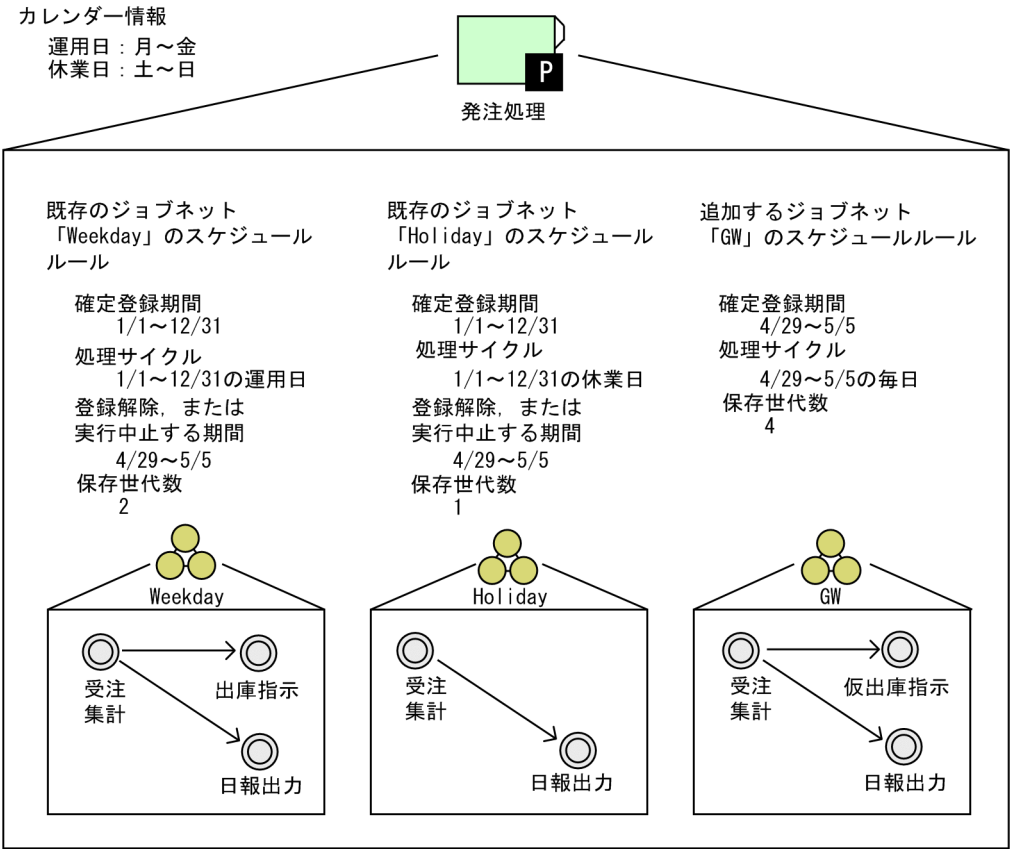 カレンダー情報
運用日：月～金
休業日：土～日
P
発注処理
既存のジョブネット
「Weekday」のスケジュール
ルール
確定登録期間
1/1～12/31
処理サイクル
1/1～12/31の運用日
登録解除，または
実行中止する期間
4/29～5/5
保存世代数
2
既存のジョブネット
「Holiday」のスケジュール
ルール
確定登録期間
1/1～12/31
処理サイクル
1/1～12/31の休業日
登録解除，または
実行中止する期間
4/29～5/5
保存世代数
1
追加するジョブネット
「GW」のスケジュールルール
確定登録期間
4/29～5/5
処理サイクル
4/29～5/5の毎日
保存世代数
4
Weekday
受注
集計
出庫指示
日報出力
Holiday
受注
集計
日報出力
GW
受注
集計
仮出庫指示
日報出力